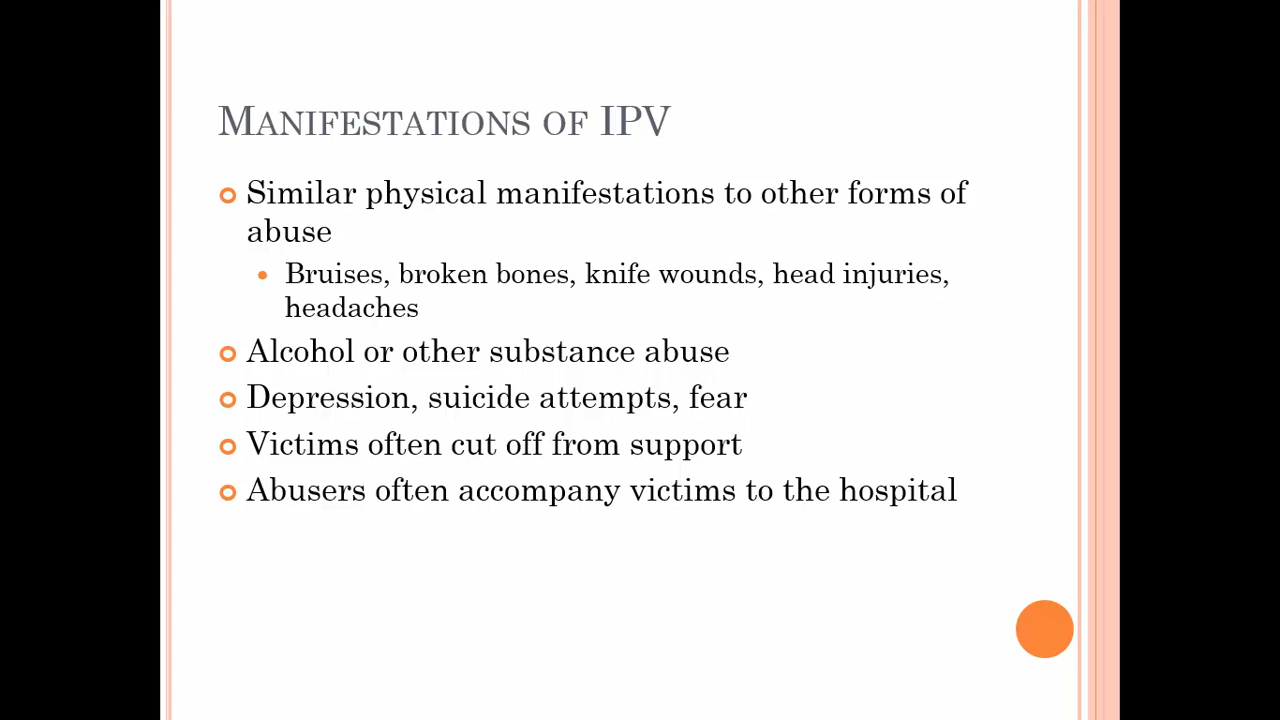 Manifestations of IPV
Similar physical manifestations to other forms of
abuse
Bruises, broken bones, knife wounds, head injuries,
headaches
Alcohol or other substance abuse
Depression, suicide attempts, fear
Victims often cut off from support
Abusers often accompany victims to the hospital